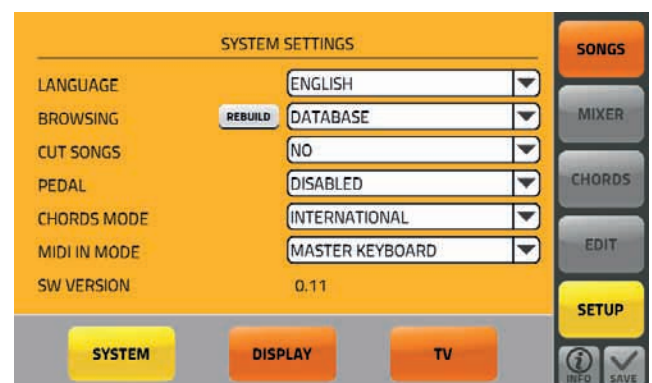 SYSTEM SETTINGS
LANGUAGE ENGLISH
BROWSING REBUILD DATABASE
CUT SONGS NO
PEDAL DISABLED
CHORDS MODE INTERNATIONAL
MIDI IN MODE MASTER KEYBOARD
SW VERSION 0.11
SYSTEM DISPLAY TV
SONGS
MIXER
CHORDS
EDIT
SETUP
INFO SAVE